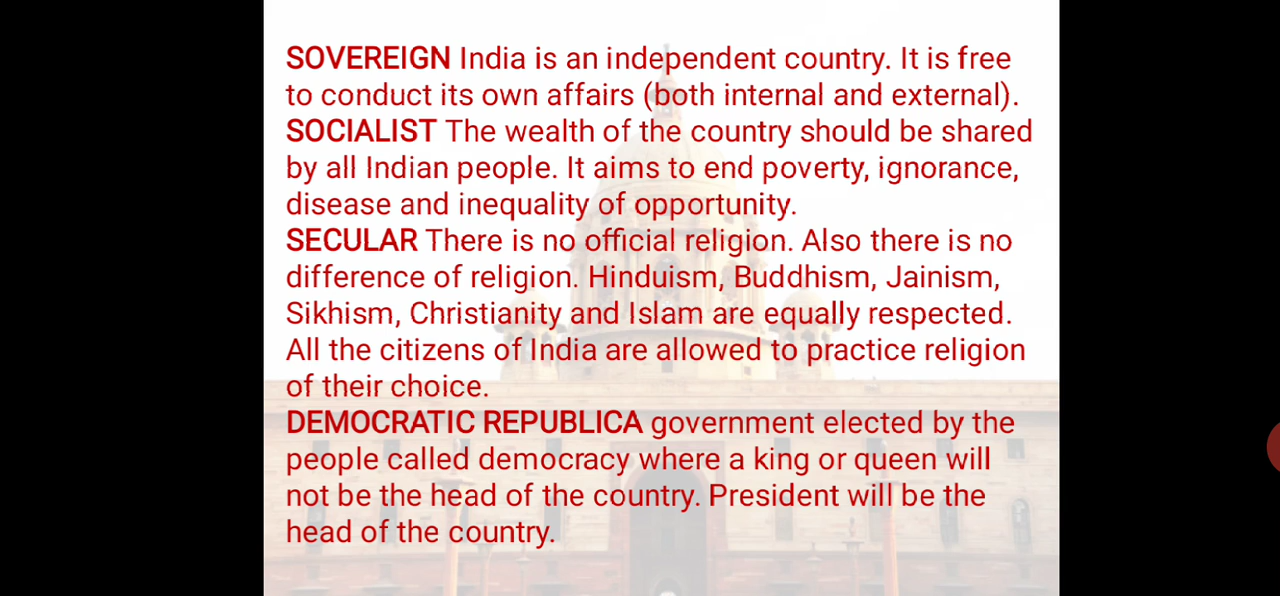 SOVEREIGN India is an independent country. It is free
to conduct its own affairs (both internal and external).
SOCIALIST The wealth of the country should be shared
by all Indian people. It aims to end poverty, ignorance,
disease and inequality of opportunity.
SECULAR There is no official religion. Also there is no
difference of religion. Hinduism, Buddhism, Jainism,
Sikhism, Christianity and Islam are equally respected.
All the citizens of India are allowed to practice religion
of their choice.
DEMOCRATIC REPUBLICA government elected by the
people called democracy where a king or queen will
not be the head of the country. President will be the
head of the country.